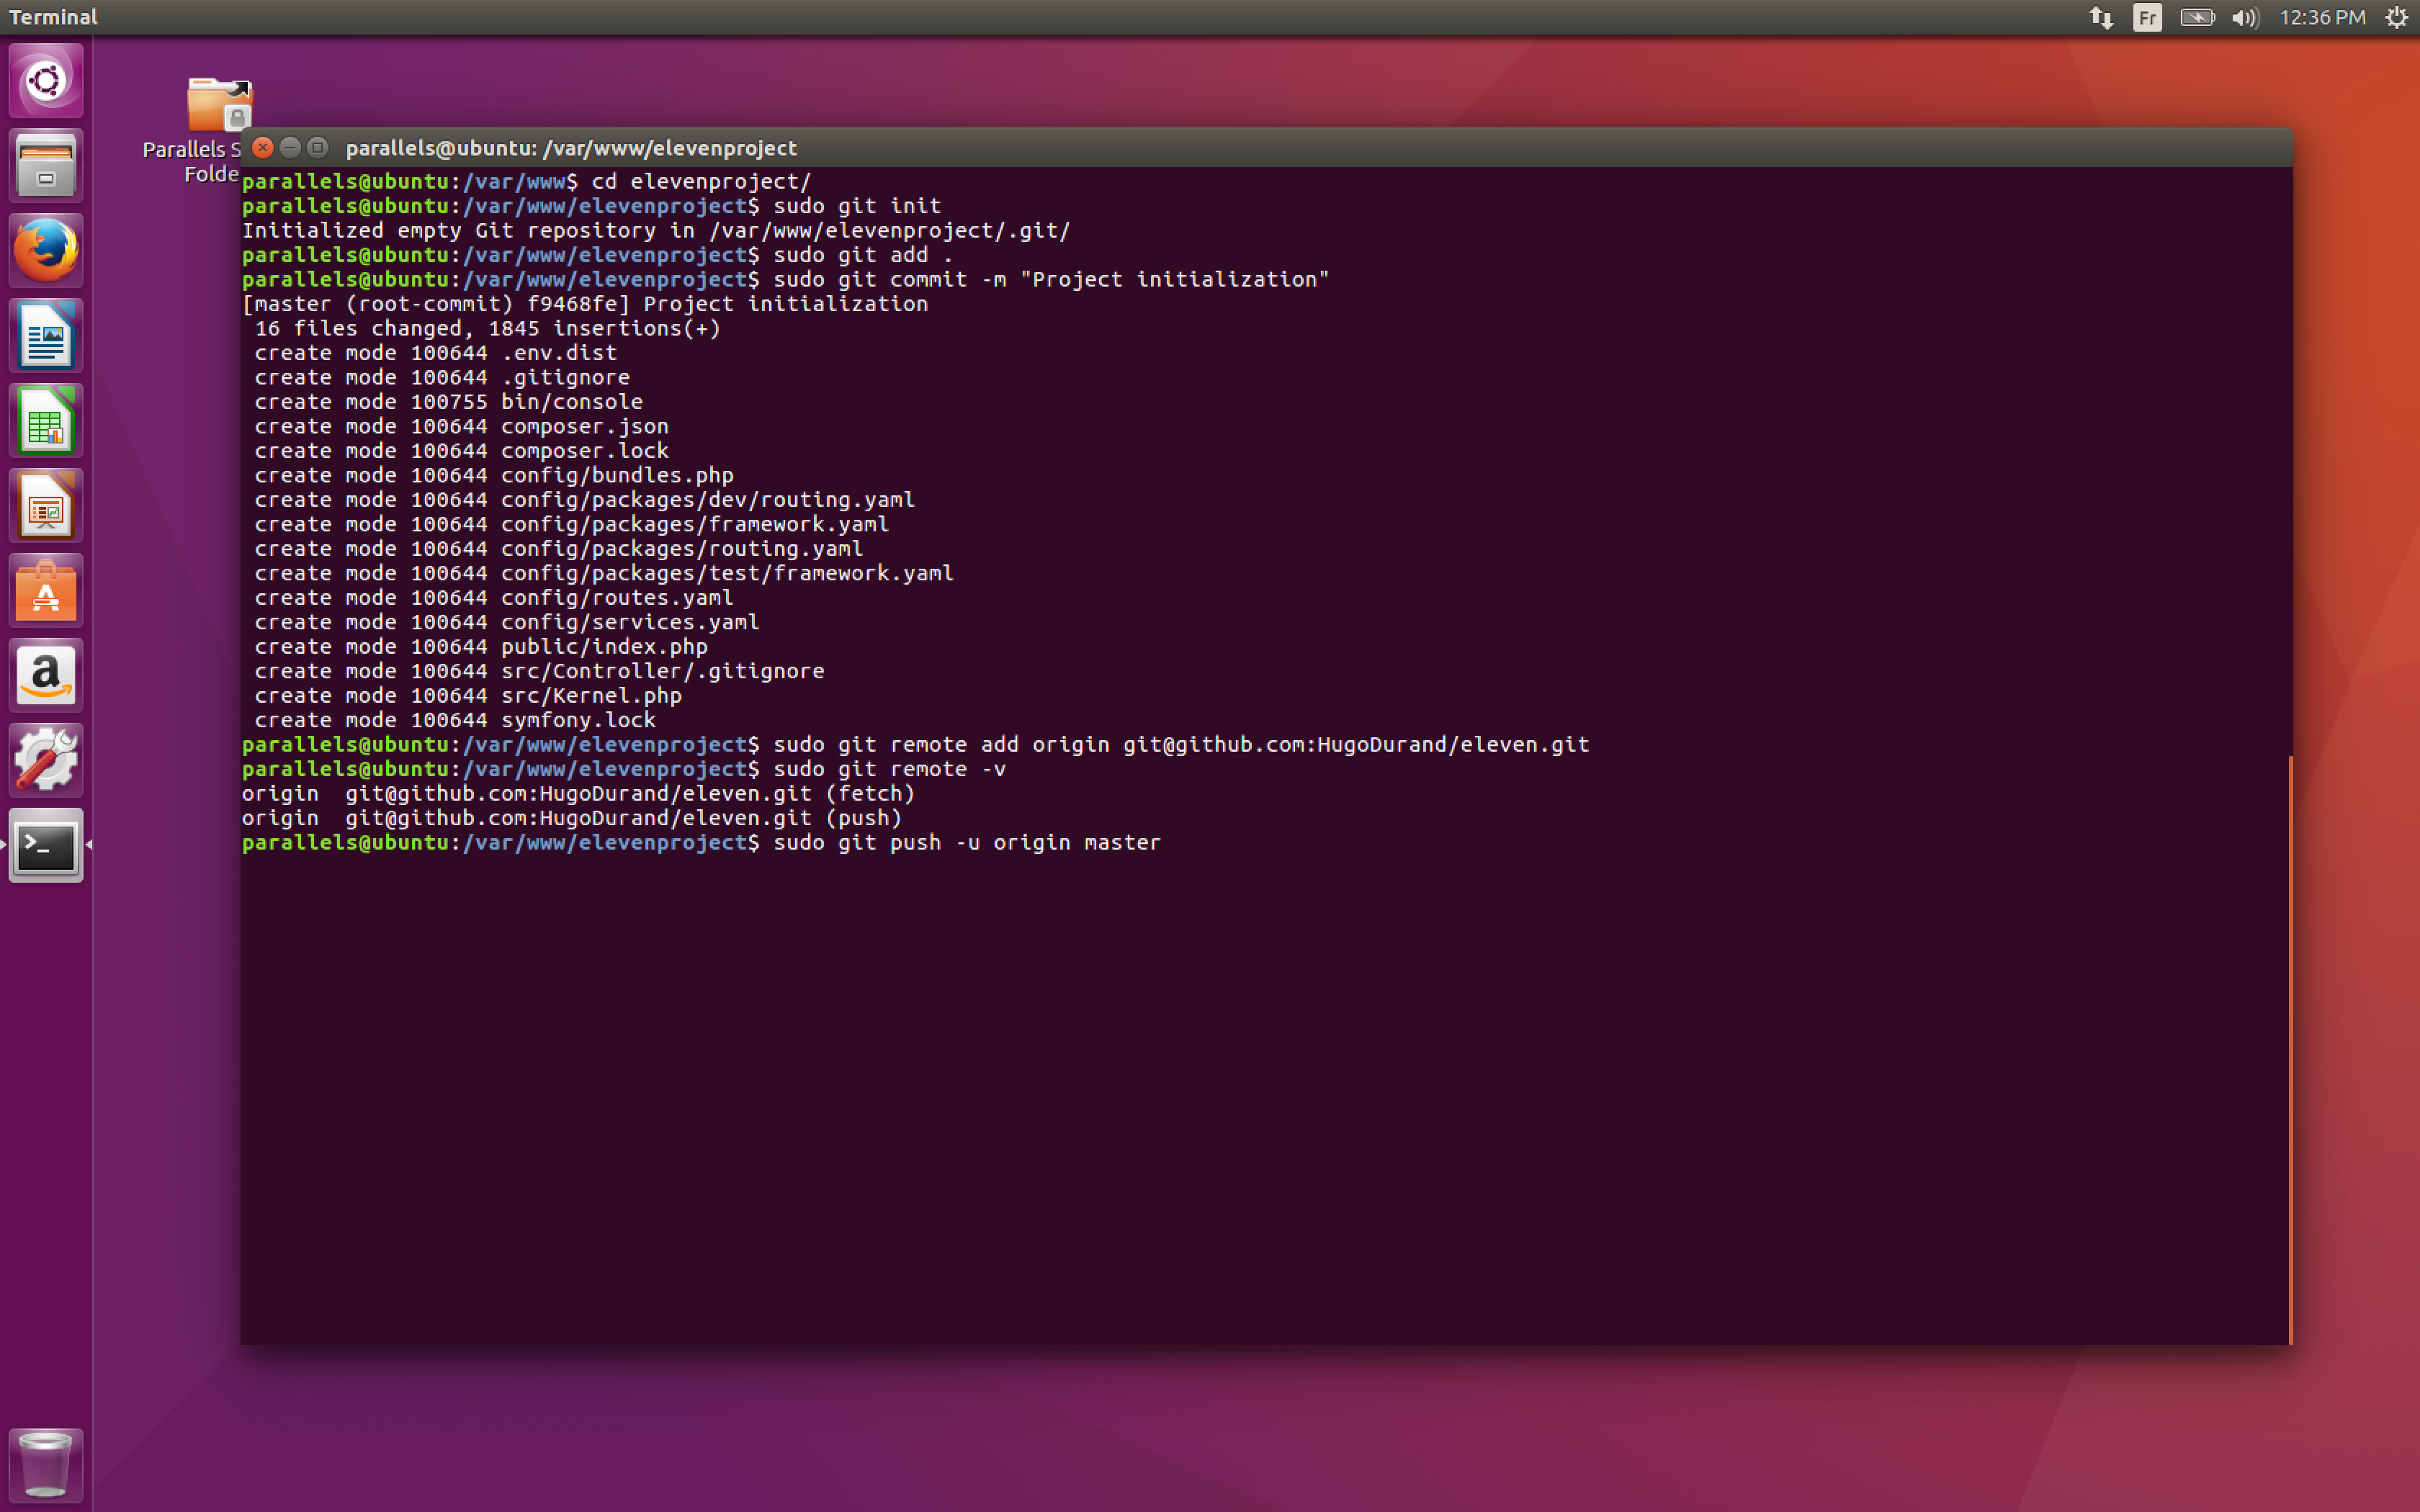 Terminal
Fr
12:36 PM
Parallels S
Folde
parallels@ubuntu: /var/www/elevenproject
parallels@ubuntu:/var/www$ cd elevenproject/
parallels@ubuntu:/var/www/elevenproject$ sudo git init
Initialized empty Git repository in /var/www/elevenproject/.git/
parallels@ubuntu:/var/www/elevenproject$ sudo git add .
parallels@ubuntu:/var/www/elevenproject$ sudo git commit -m "Project initialization"
[master (root-commit) f9468fe] Project initialization
 16 files changed, 1845 insertions(+)
 create mode 100644 .env.dist
 create mode 100644 .gitignore
 create mode 100755 bin/console
 create mode 100644 composer.json
 create mode 100644 composer.lock
 create mode 100644 config/bundles.php
 create mode 100644 config/packages/dev/routing.yaml
 create mode 100644 config/packages/framework.yaml
 create mode 100644 config/packages/routing.yaml
 create mode 100644 config/packages/test/framework.yaml
 create mode 100644 config/routes.yaml
 create mode 100644 config/services.yaml
 create mode 100644 public/index.php
 create mode 100644 src/Controller/.gitignore
 create mode 100644 src/Kernel.php
 create mode 100644 symfony.lock
parallels@ubuntu:/var/www/elevenproject$ sudo git remote add origin git@github.com:HugoDurand/eleven.git
parallels@ubuntu:/var/www/elevenproject$ sudo git remote -v
origin  git@github.com:HugoDurand/eleven.git (fetch)
origin  git@github.com:HugoDurand/eleven.git (push)
parallels@ubuntu:/var/www/elevenproject$ sudo git push -u origin master